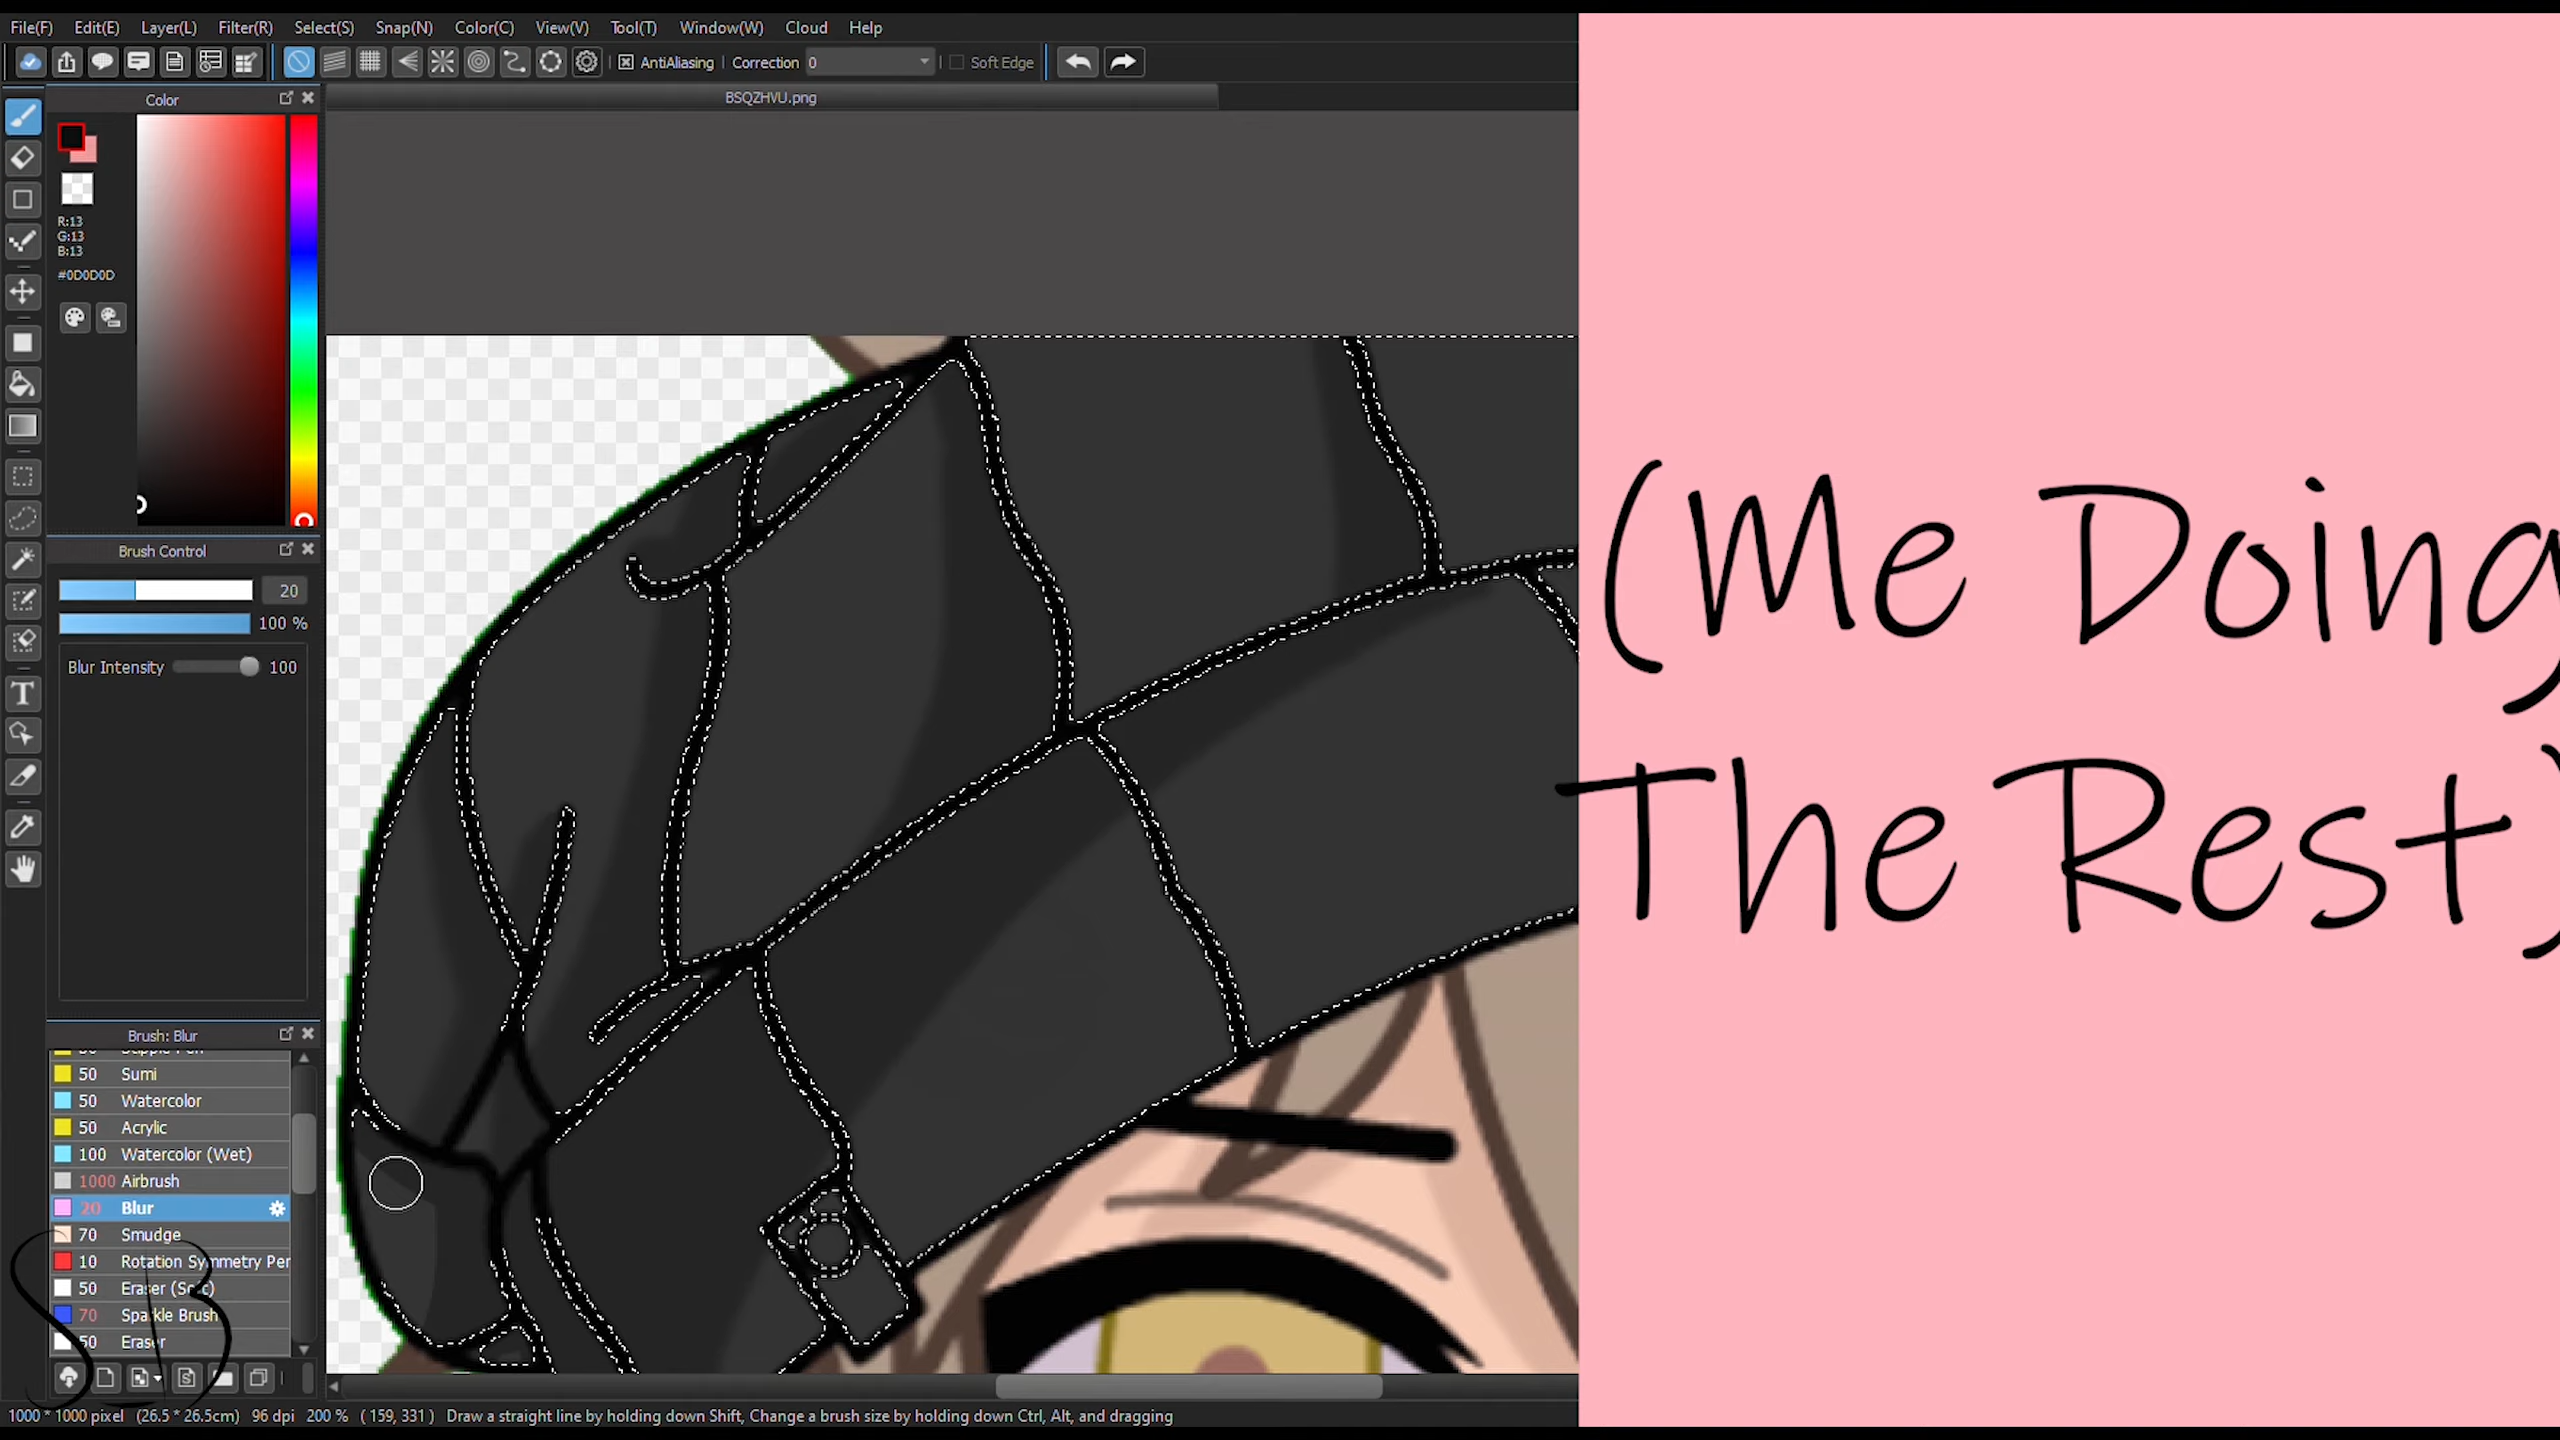 File(F) Edit(E) Layer(L) Filter(R) Select(S) Snap(N) Color(C) View(V) Tool(T) Window(W) Cloud Help
AntiAliasing Correction 0 Soft Edge
Color
BSQZHVU.png
R:13
G:13
B:13
#0D0D0D
Brush Control
20
100 %
Blur Intensity 100
(Me Doing
The Rest)
Brush: Blur
50 Stipple Pen
50 Sumi
50 Watercolor
50 Acrylic
100 Watercolor (Wet)
1000 Airbrush
20 Blur
70 Smudge
10 Rotation Symmetry Per
50 Eraser (Soft)
70 Sparkle Brush
50 Eraser
SB
1000 * 1000 pixel (26.5 * 26.5cm) 96 dpi 200 % ( 159, 331 ) Draw a straight line by holding down Shift, Change a brush size by holding down Ctrl, Alt, and dragging